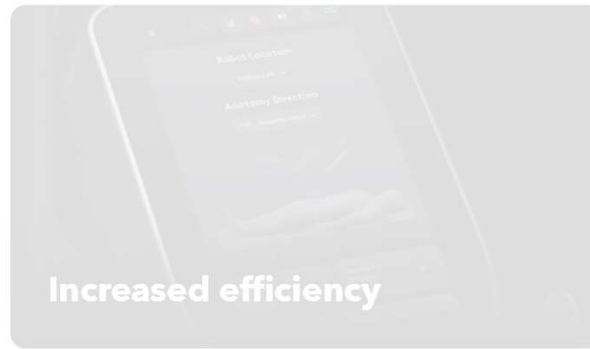 Robot Location
Anatomy Direction
Increased efficiency